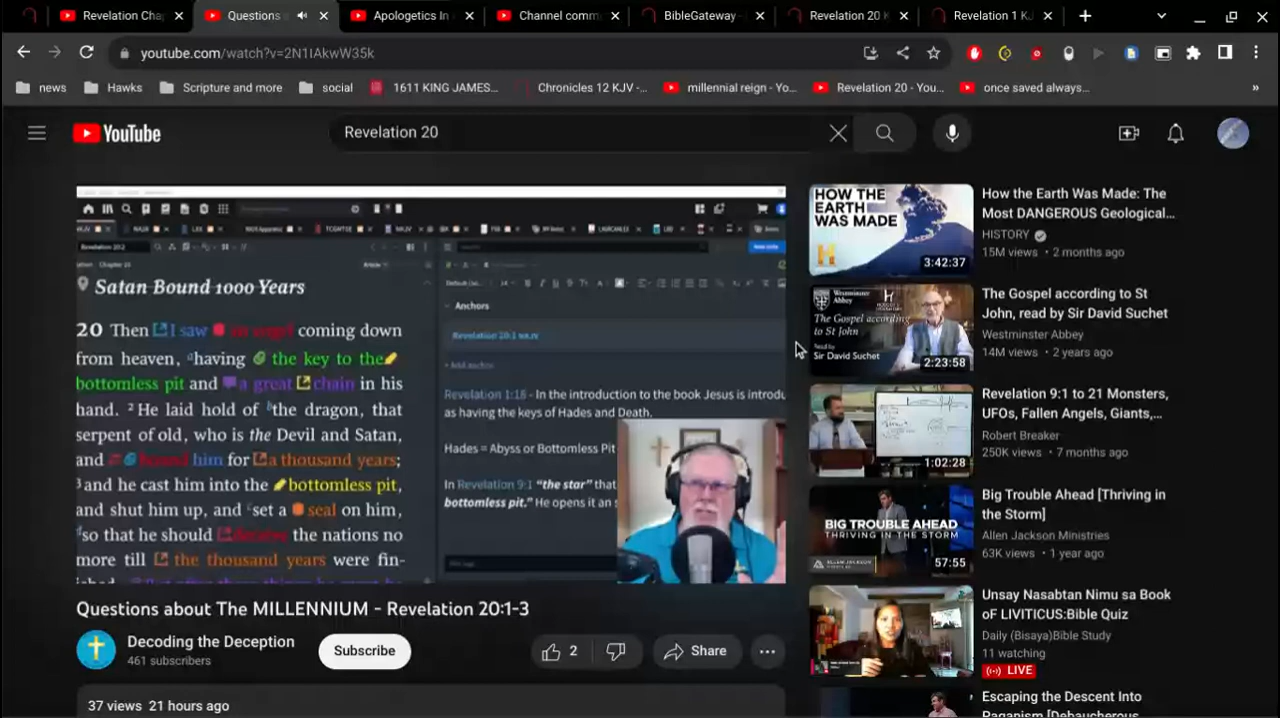 Revelation Cha
Questions
Apologetics In
Channel comm
BibleGateway
Revelation 20 K
Revelation 1 KJ
youtube.com/watch?v=2N1IAkwW35k
news
Hawks
Scripture and more
social
1611 KING JAMES...
Chronicles 12 KJV -...
millennial reign - Yo...
Revelation 20 - You...
once saved always...
»
YouTube
Revelation 20
Satan Bound 1000 Years
20 Then I saw an angel coming down
from heaven, a having the key to the
bottomless pit and a great chain in his
hand. 2 He laid hold of b the dragon, that
serpent of old, who is the Devil and Satan,
and bound him for a thousand years;
3 and he cast him into the bottomless pit,
and shut him up, and c set a seal on him,
d so that he should deceive the nations no
more till the thousand years were fin-
Anchors
Revelation 20:1
Revelation 1:18 - In the introduction to the book Jesus is introdu
as having the keys of Hades and Death.
Hades = Abyss or Bottomless Pit
In Revelation 9:1 "the star" that
bottomless pit." He opens it an
Questions about The MILLENNIUM - Revelation 20:1-3
Decoding the Deception
461 subscribers
Subscribe
2
Share
37 views 21 hours ago
HOW THE
EARTH
WAS MADE
3:42:37
How the Earth Was Made: The
Most DANGEROUS Geological...
HISTORY
15M views • 2 months ago
Westminster
Abbey
The Gospel according
to St John
read by
Sir David Suchet
2:23:58
The Gospel according to St
John, read by Sir David Suchet
Westminster Abbey
14M views • 2 years ago
1:02:28
Revelation 9:1 to 21 Monsters,
UFOs, Fallen Angels, Giants,...
Robert Breaker
250K views • 7 months ago
BIG TROUBLE AHEAD
THRIVING IN THE STORM
57:55
Big Trouble Ahead [Thriving in
the Storm]
Allen Jackson Ministries
63K views • 1 year ago
Unsay Nasabtan Nimu sa Book
of LIVITICUS:Bible Quiz
Daily (Bisaya)Bible Study
11 watching
LIVE
Escaping the Descent Into
Paganism [Debaucherous